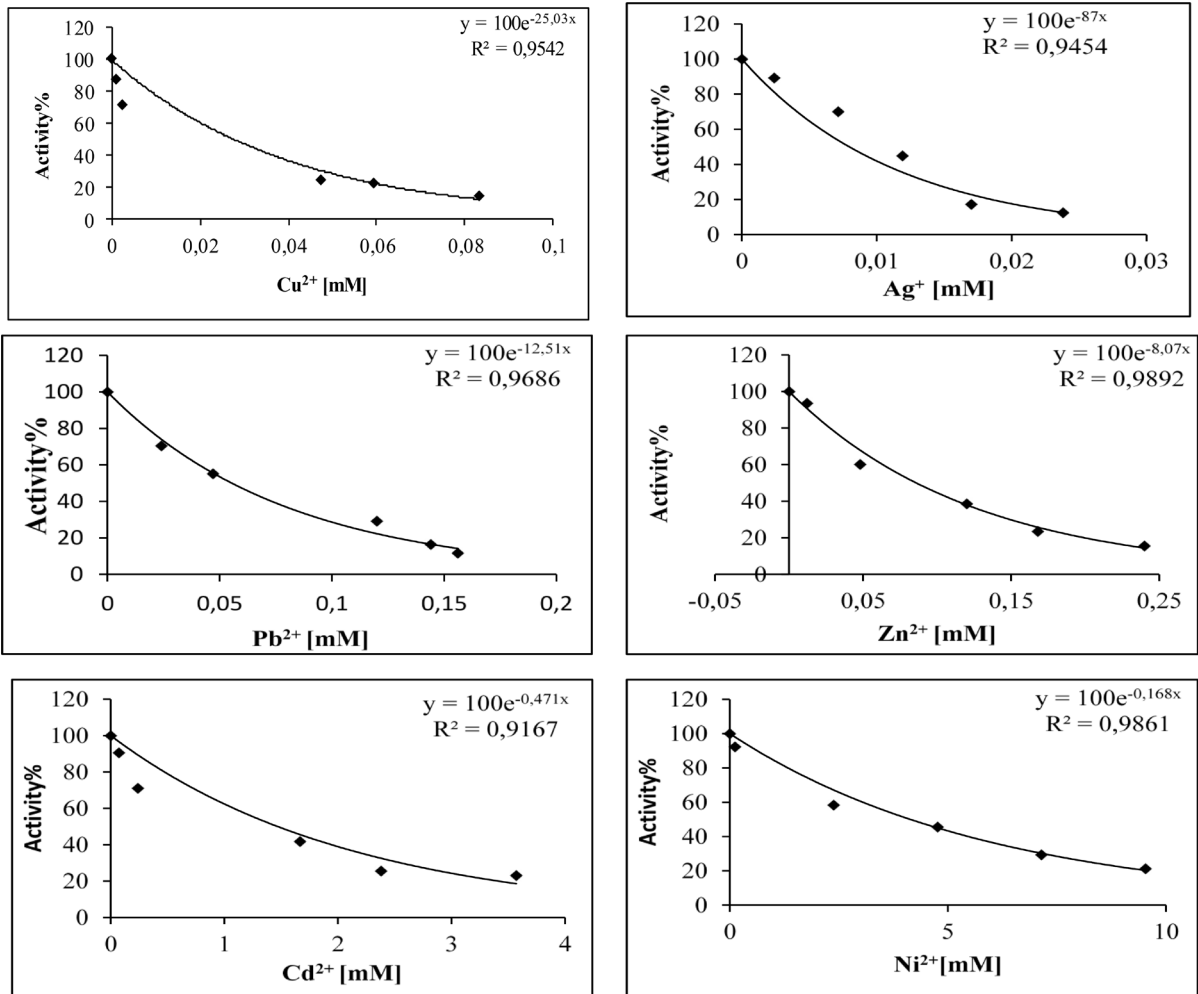 y = 100e^-25,03x
R² = 0,9542
120
100
80
60
40
20
0
Activity%
0 0,02 0,04 0,06 0,08 0,1
Cu²⁺ [mM]
y = 100e^-87x
R² = 0,9454
120
100
80
60
40
20
0
Activity%
0 0,01 0,02 0,03
Ag⁺ [mM]
y = 100e^-12,51x
R² = 0,9686
120
100
80
60
40
20
0
Activity%
0 0,05 0,1 0,15 0,2
Pb²⁺ [mM]
y = 100e^-8,07x
R² = 0,9892
120
100
80
60
40
20
0
Activity%
-0,05 0,05 0,15 0,25
Zn²⁺ [mM]
y = 100e^-0,471x
R² = 0,9167
120
100
80
60
40
20
0
Activity%
0 1 2 3 4
Cd²⁺ [mM]
y = 100e^-0,168x
R² = 0,9861
120
100
80
60
40
20
0
Activity%
0 5 10
Ni²⁺[mM]